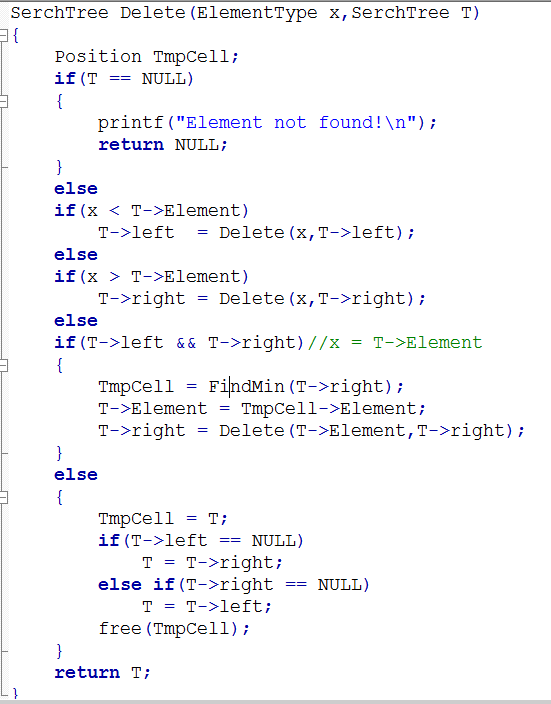 SerchTree Delete(ElementType x,SerchTree T)
{
    Position TmpCell;
    if(T == NULL)
    {
        printf("Element not found!\n");
        return NULL;
    }
    else
    if(x < T->Element)
        T->left  = Delete(x,T->left);
    else
    if(x > T->Element)
        T->right = Delete(x,T->right);
    else
    if(T->left && T->right)//x = T->Element
    {
        TmpCell = FindMin(T->right);
        T->Element = TmpCell->Element;
        T->right = Delete(T->Element,T->right);
    }
    else
    {
        TmpCell = T;
        if(T->left == NULL)
            T = T->right;
        else if(T->right == NULL)
            T = T->left;
        free(TmpCell);
    }
    return T;
}